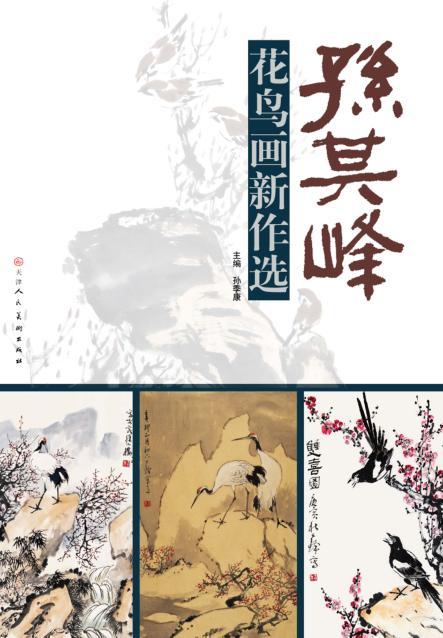 孫其峰
花鸟画新作选
主编 孙季康
天津人民美术出版社
雙喜图